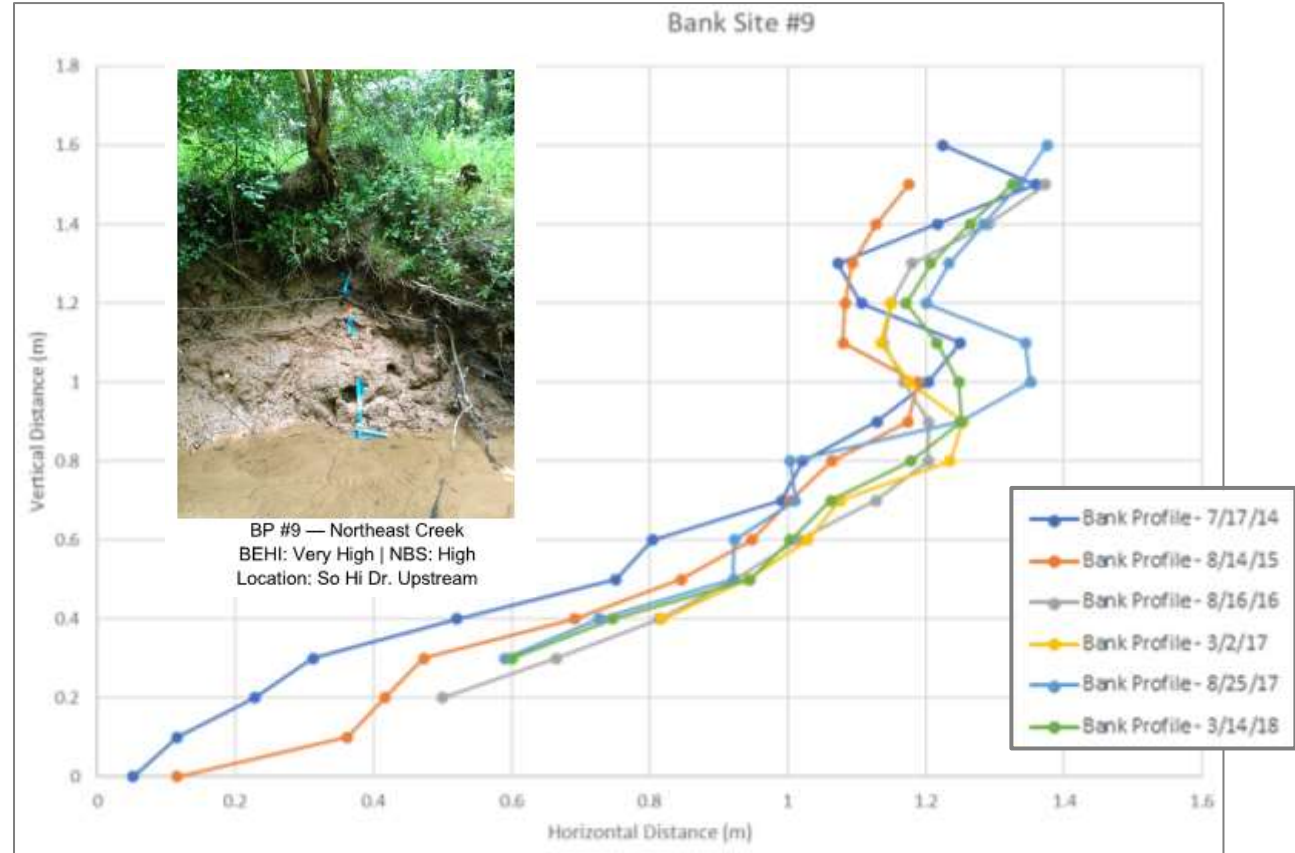 Bank Site #9
1.8
1.6
1.4
1.2
1
0.8
0.6
0.4
0.2
0
Vertical Distance (m)
BP #9 — Northeast Creek
BEHI: Very High | NBS: High
Location: So Hi Dr. Upstream
Bank Profile - 7/17/14
Bank Profile - 8/14/15
Bank Profile - 8/16/16
Bank Profile - 3/2/17
Bank Profile - 8/25/17
Bank Profile - 3/14/18
0 0.2 0.4 0.6 0.8 1 1.2 1.4 1.6
Horizontal Distance (m)